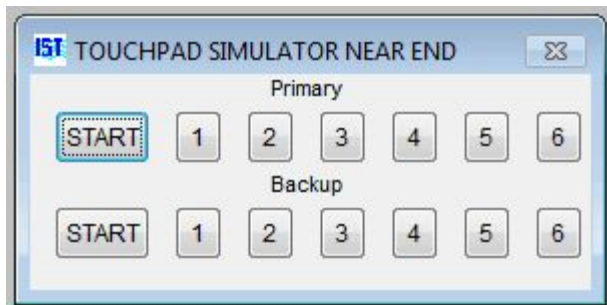 IST TOUCHPAD SIMULATOR NEAR END
Primary
START 1 2 3 4 5 6
Backup
START 1 2 3 4 5 6